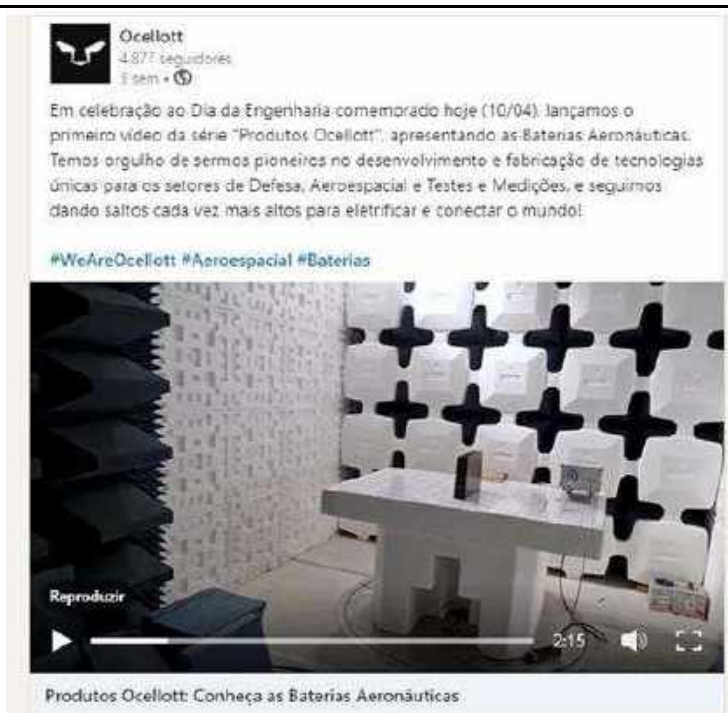 Ocellott
4.877 seguidores
3 sem •
Em celebração ao Dia da Engenharia comemorado hoje (10/04), lançamos o
primeiro vídeo da série "Produtos Ocellott", apresentando as Baterias Aeronáuticas.
Temos orgulho de sermos pioneiros no desenvolvimento e fabricação de tecnologias
únicas para os setores de Defesa, Aeroespacial e Testes e Medições, e seguimos
dando saltos cada vez mais altos para eletrificar e conectar o mundo!
#WeAreOcellott #Aeroespacial #Baterias
Reproduzir
2:15
Produtos Ocellott: Conheça as Baterias Aeronáuticas